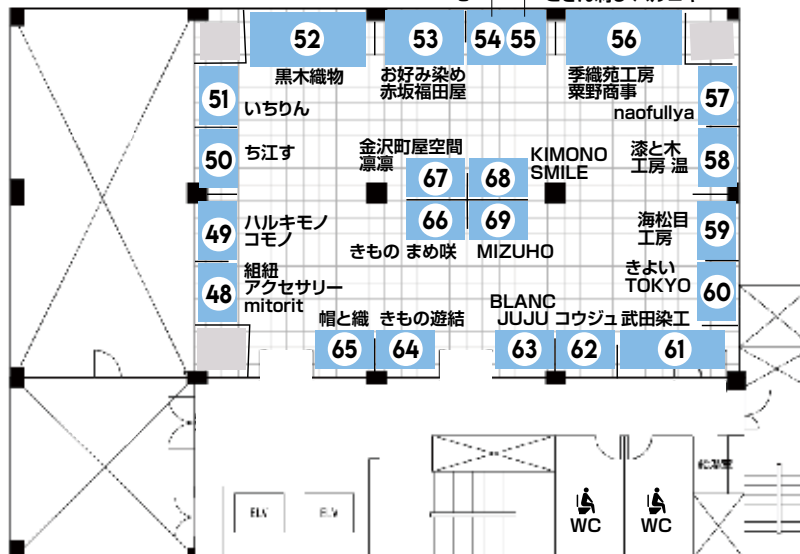 52
53
54
55
56
黒木織物
お好み染め
赤坂福田屋
季織苑工房
粟野商事
51
いちりん
naofullya
57
50
ち江す
金沢町屋空間
凛凛
KIMONO
SMILE
漆と木
工房 温
58
67
68
66
69
きもの まめ咲
MIZUHO
49
ハルキモノ
コモノ
海松目
工房
59
48
組紐
アクセサリー
mitorit
きよい
TOKYO
60
帽と織
きもの遊結
BLANC
JUJU
コウジュ
武田染工
65
64
63
62
61
ELV
ELV
WC
WC
給湯室